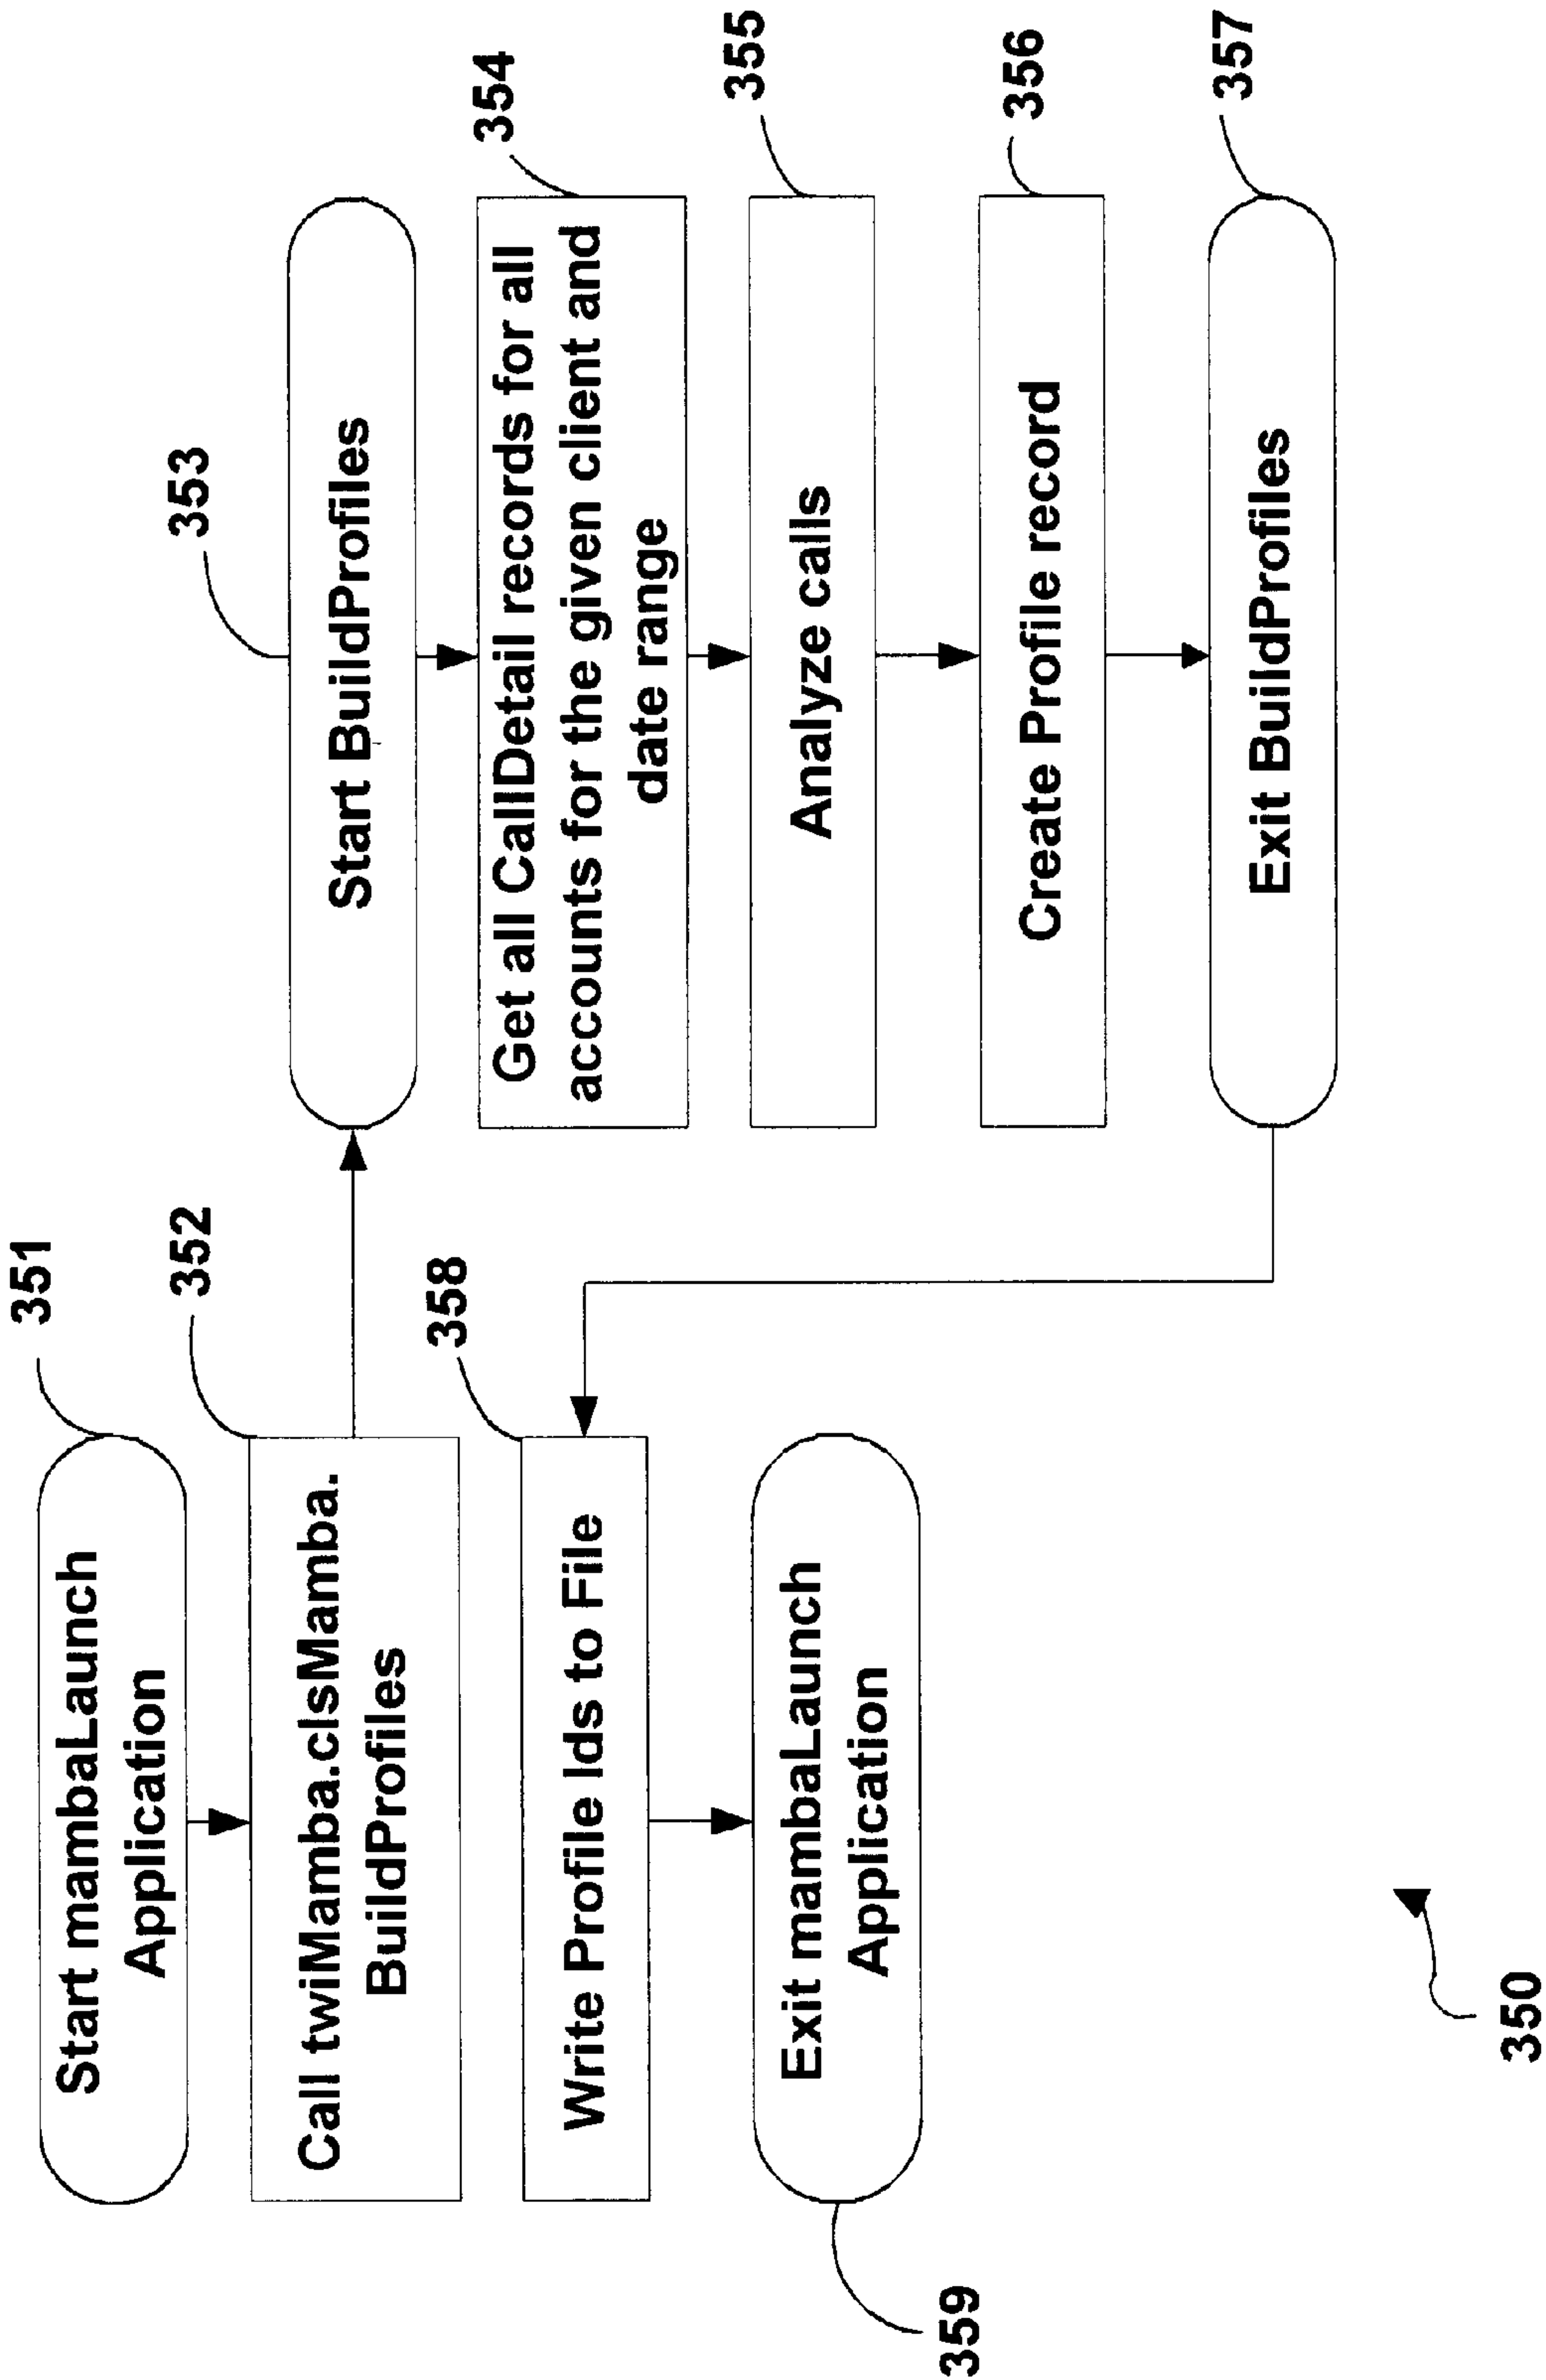 351
Start mambaLaunch
Application
352
Call twiMamba.clsMamba.
BuildProfiles
353
Start BuildProfiles
354
Get all CallDetail records for all
accounts for the given client and
date range
355
Analyze calls
356
Create Profile record
357
Exit BuildProfiles
358
Write Profile Ids to File
359
Exit mambaLaunch
Application
350